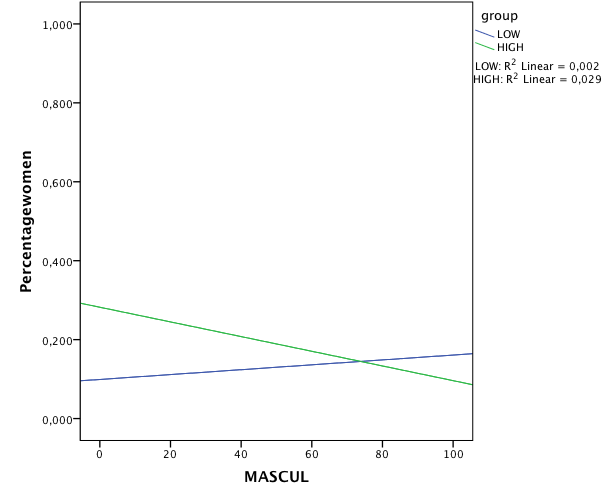 group
LOW
HIGH
LOW: R² Linear = 0,002
HIGH: R² Linear = 0,029
1,000
0,800
0,600
0,400
0,200
0,000
Percentagewomen
0 20 40 60 80 100
MASCUL